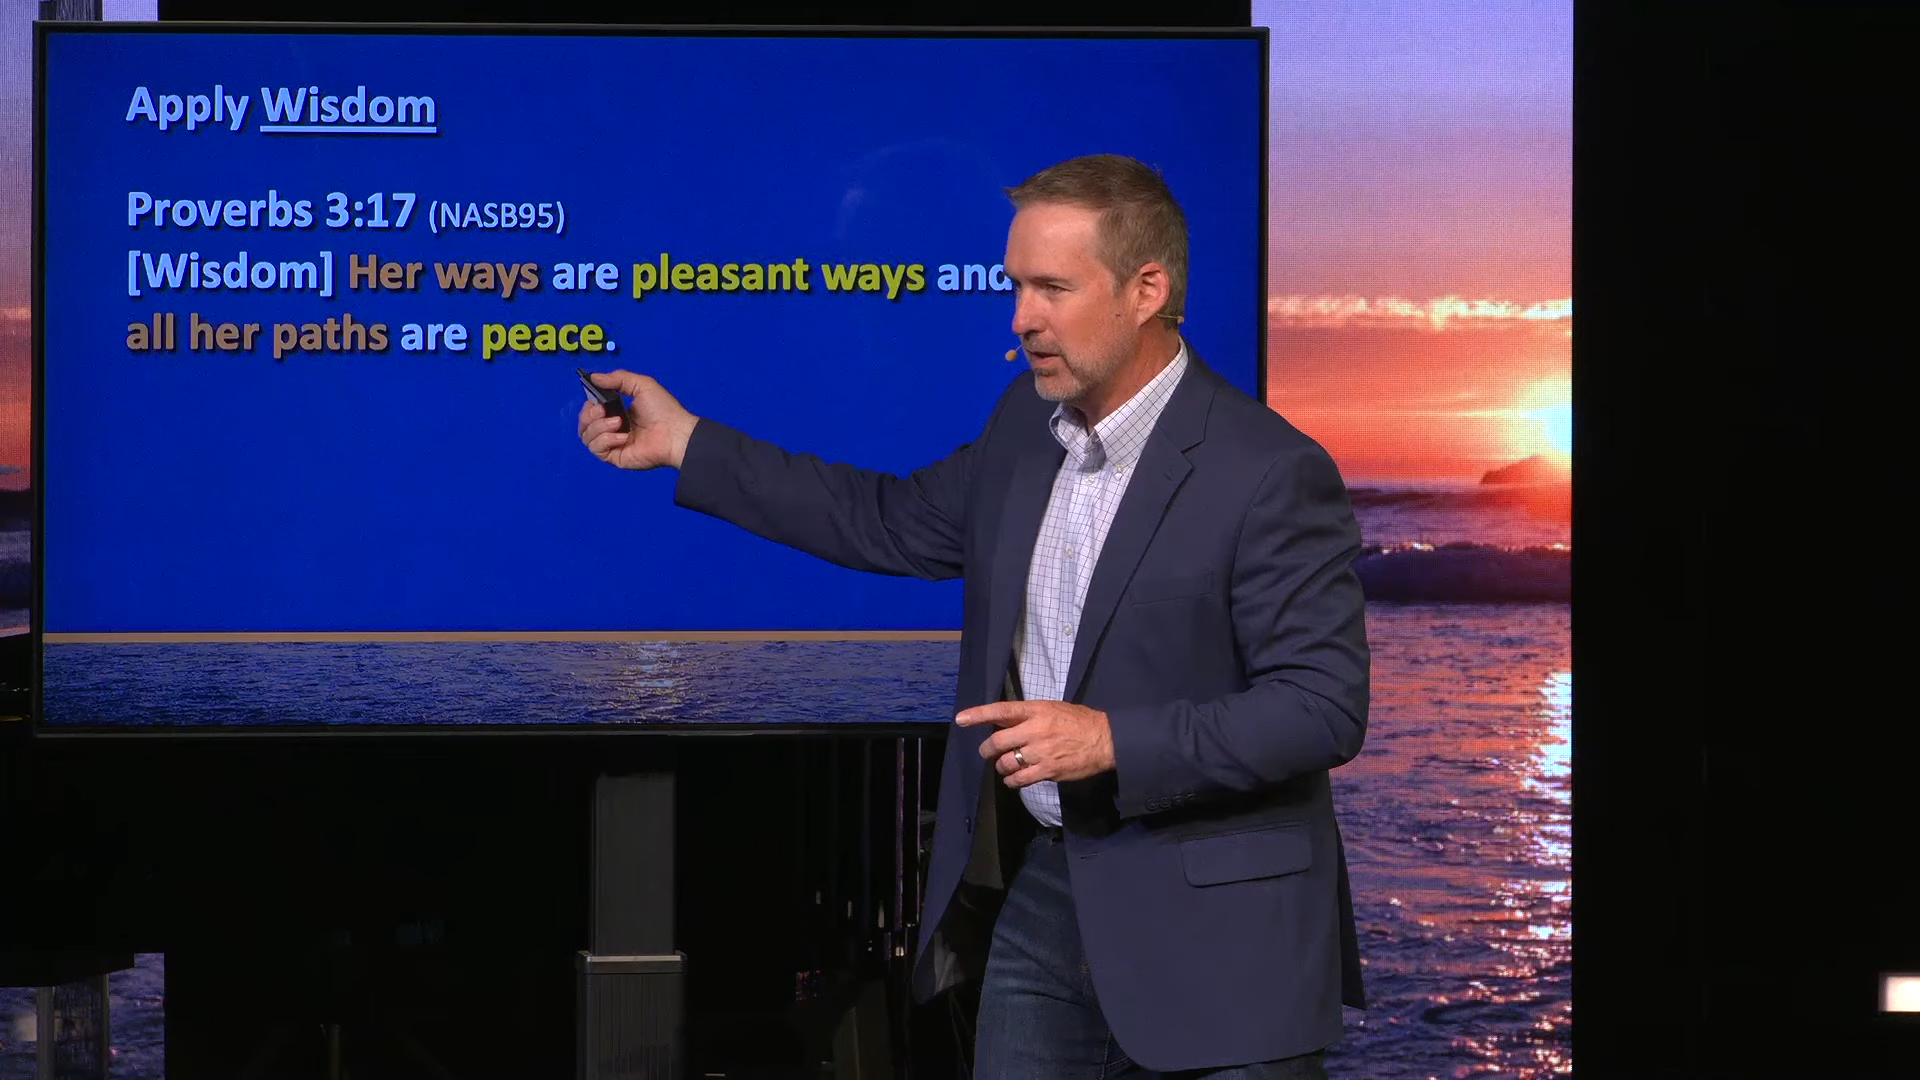 Apply Wisdom
Proverbs 3:17 (NASB95)
[Wisdom] Her ways are pleasant ways and
all her paths are peace.